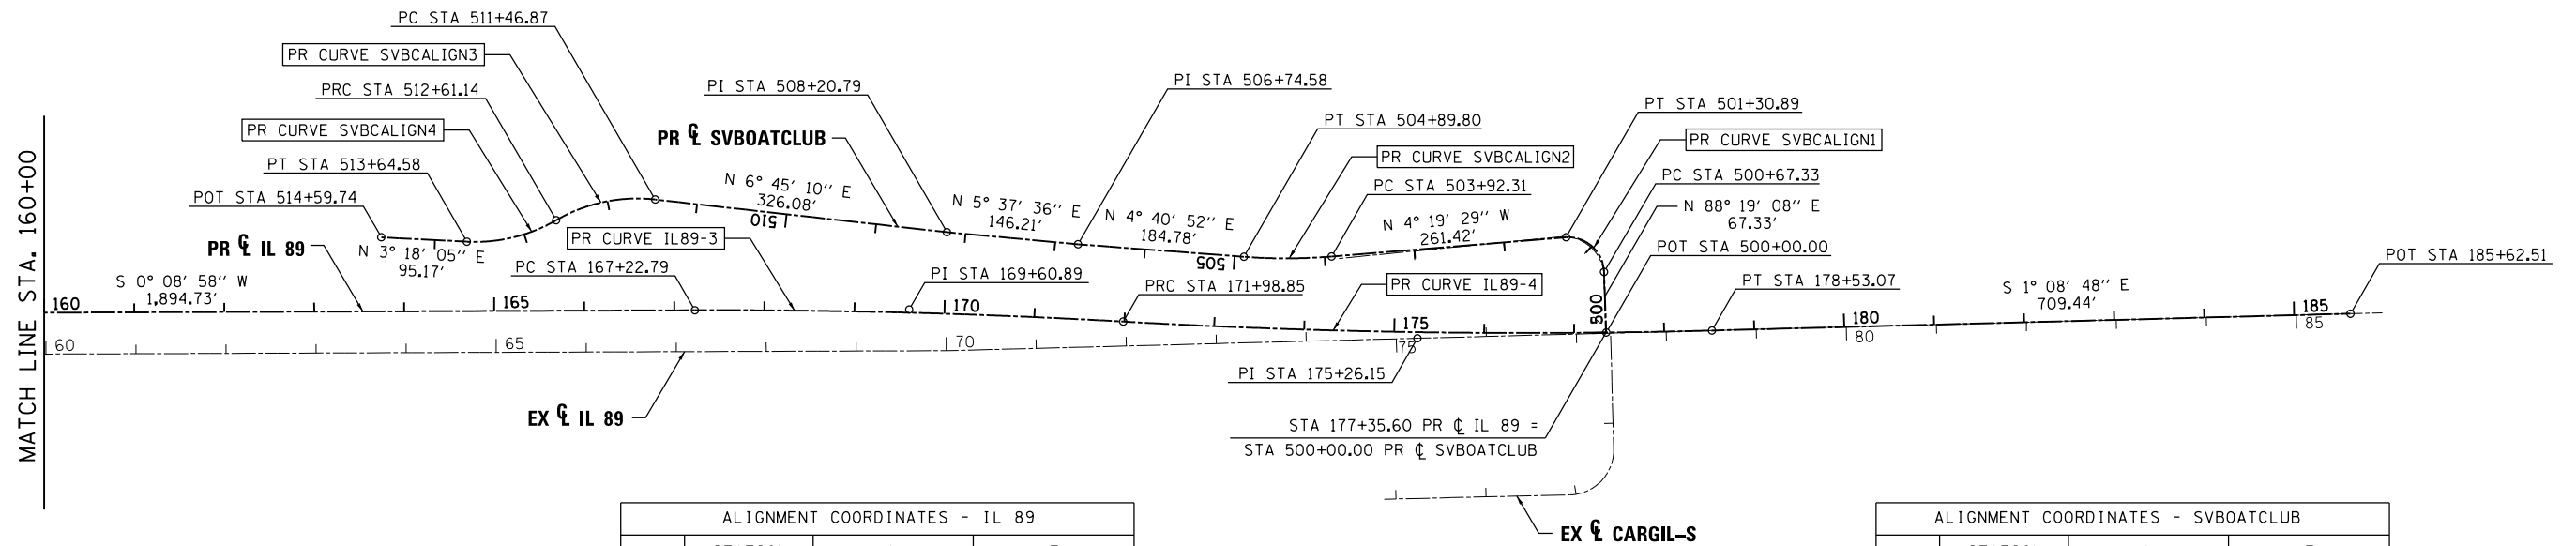 PC STA 511+46.87
PR CURVE SVBCALIGN3
PRC STA 512+61.14
PR CURVE SVBCALIGN4
PT STA 513+64.58
POT STA 514+59.74
PR ℄ IL 89
N 3° 18' 05" E
95.17'
S 0° 08' 58" W
1,894.73'
MATCH LINE STA. 160+00
PI STA 508+20.79
PR ℄ SVBOATCLUB
N 6° 45' 10" E
326.08'
510
PR CURVE IL89-3
PC STA 167+22.79
N 5° 37' 36" E
146.21'
PI STA 506+74.58
N 4° 40' 52" E
184.78'
505
PI STA 169+60.89
PT STA 504+89.80
PR CURVE SVBCALIGN2
PC STA 503+92.31
N 4° 19' 29" W
261.42'
PRC STA 171+98.85
PR CURVE IL89-4
PT STA 501+30.89
PR CURVE SVBCALIGN1
PC STA 500+67.33
N 88° 19' 08" E
67.33'
POT STA 500+00.00
500
PT STA 178+53.07
S 1° 08' 48" E
709.44'
POT STA 185+62.51
160
165
170
175
180
185
60
65
70
75
80
85
EX ℄ IL 89
PI STA 175+26.15
STA 177+35.60 PR ℄ IL 89 =
STA 500+00.00 PR ℄ SVBOATCLUB
EX ℄ CARGIL-S
ALIGNMENT COORDINATES - IL 89
ALIGNMENT COORDINATES - SVBOATCLUB